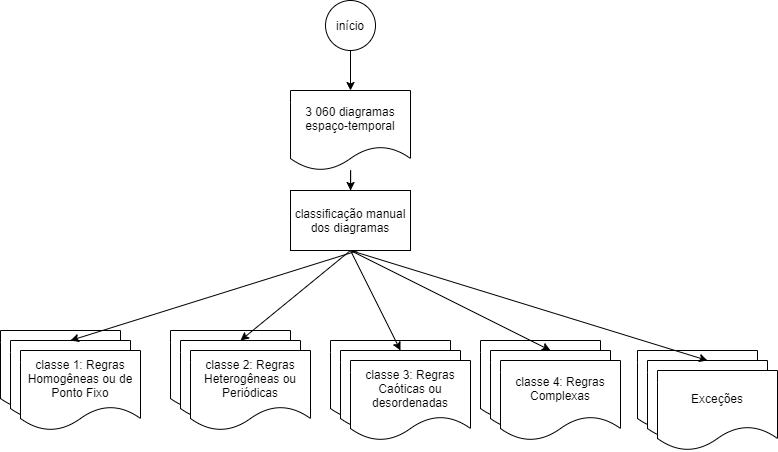 início
3 060 diagramas
espaço-temporal
classificação manual
dos diagramas
classe 1: Regras
Homogêneas ou de
Ponto Fixo
classe 2: Regras
Heterogêneas ou
Periódicas
classe 3: Regras
Caóticas ou
desordenadas
classe 4: Regras
Complexas
Exceções